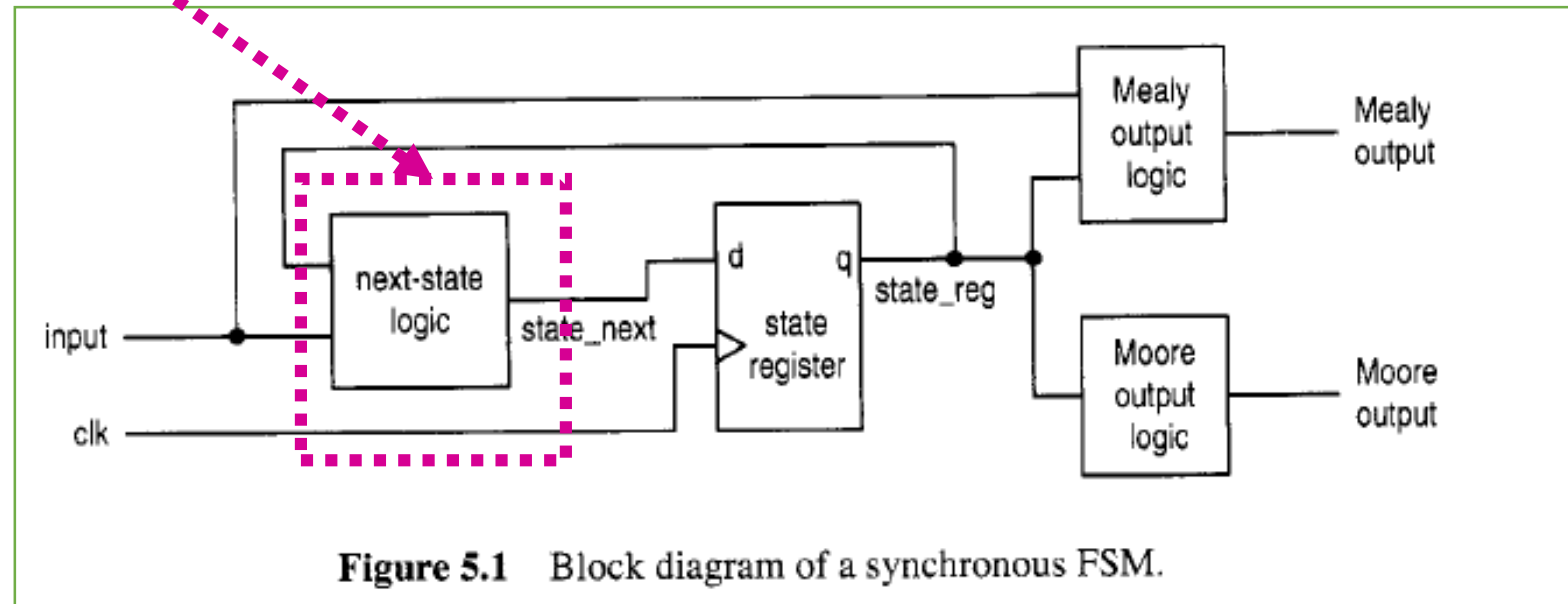 Mealy
output
logic
Mealy
output
next-state
logic
d
q
state_reg
input
state_next
state
register
Moore
output
logic
Moore
output
clk
Figure 5.1 Block diagram of a synchronous FSM.